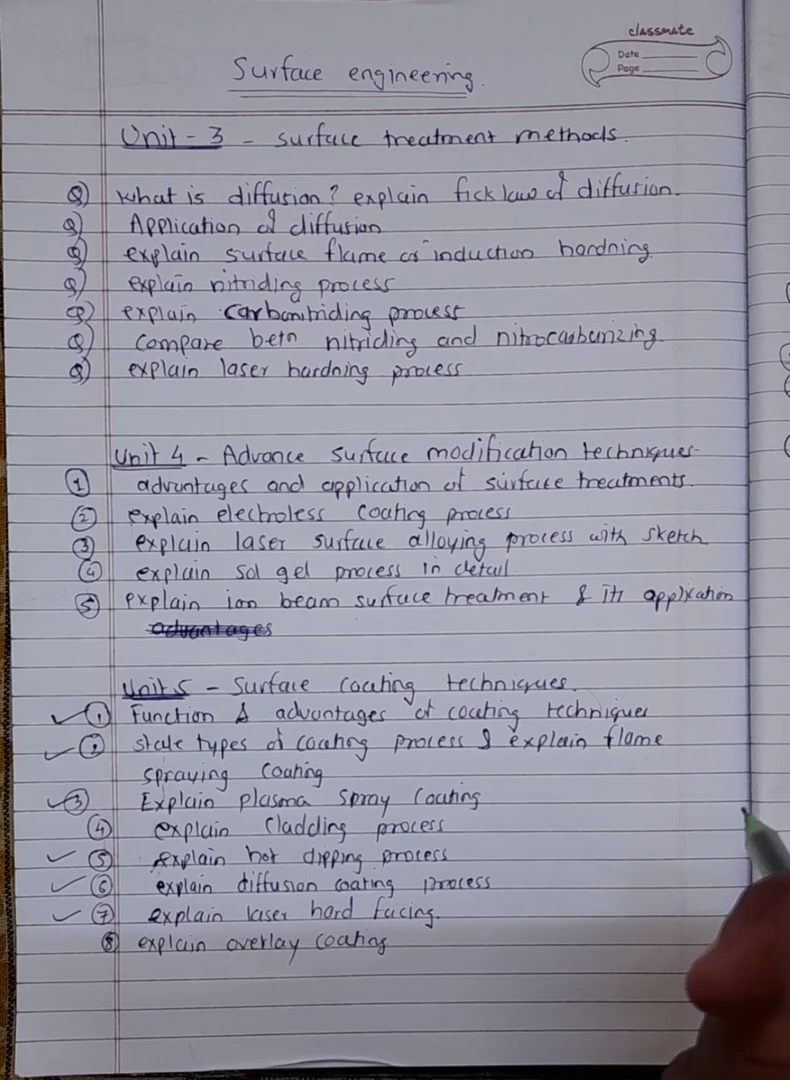 classmate
Date
Page
Surface engineering.
Unit - 3 - surface treatment methods.
Q) what is diffusion? explain fick law of diffusion.
Q) Application of diffusion
Q) explain surface flame or induction hardning
Q) explain nitriding process
Q) explain carbonitriding process
Q) compare betn nitriding and nitrocarburizing.
Q) explain laser hardning process
Unit 4 - Advance surface modification techniques-
1 advantages and application of surface treatments.
2 explain electroless coating process
3 explain laser surface alloying process with sketch
4 explain sol gel process in detail
5 explain ion beam surface treatment & its application
advantages
Unit 5 - Surface coating techniques.
1 Function & advantages of coating techniques
2 state types of coating process & explain flame
spraying coating
3 Explain plasma spray coating
4 explain cladding process
5 explain hot dipping process
6 explain diffusion coating process
7 explain laser hard facing.
8 explain overlay coating